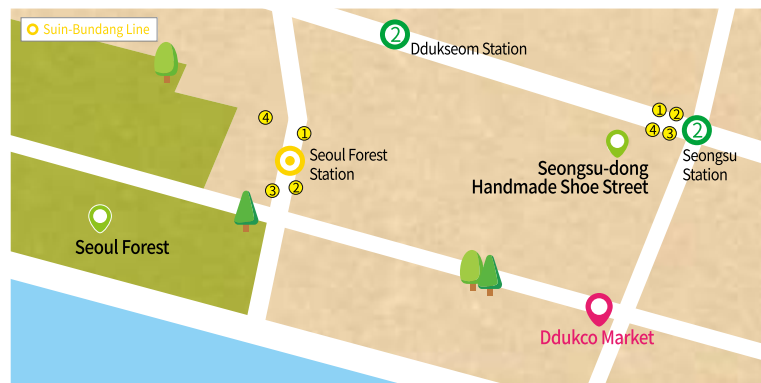 Suin-Bundang Line
2
Ddukseom Station
4
1
1
2
4
3
2
Seoul Forest
Station
Seongsu
Station
Seongsu-dong
Handmade Shoe Street
3
2
Seoul Forest
Ddukco Market